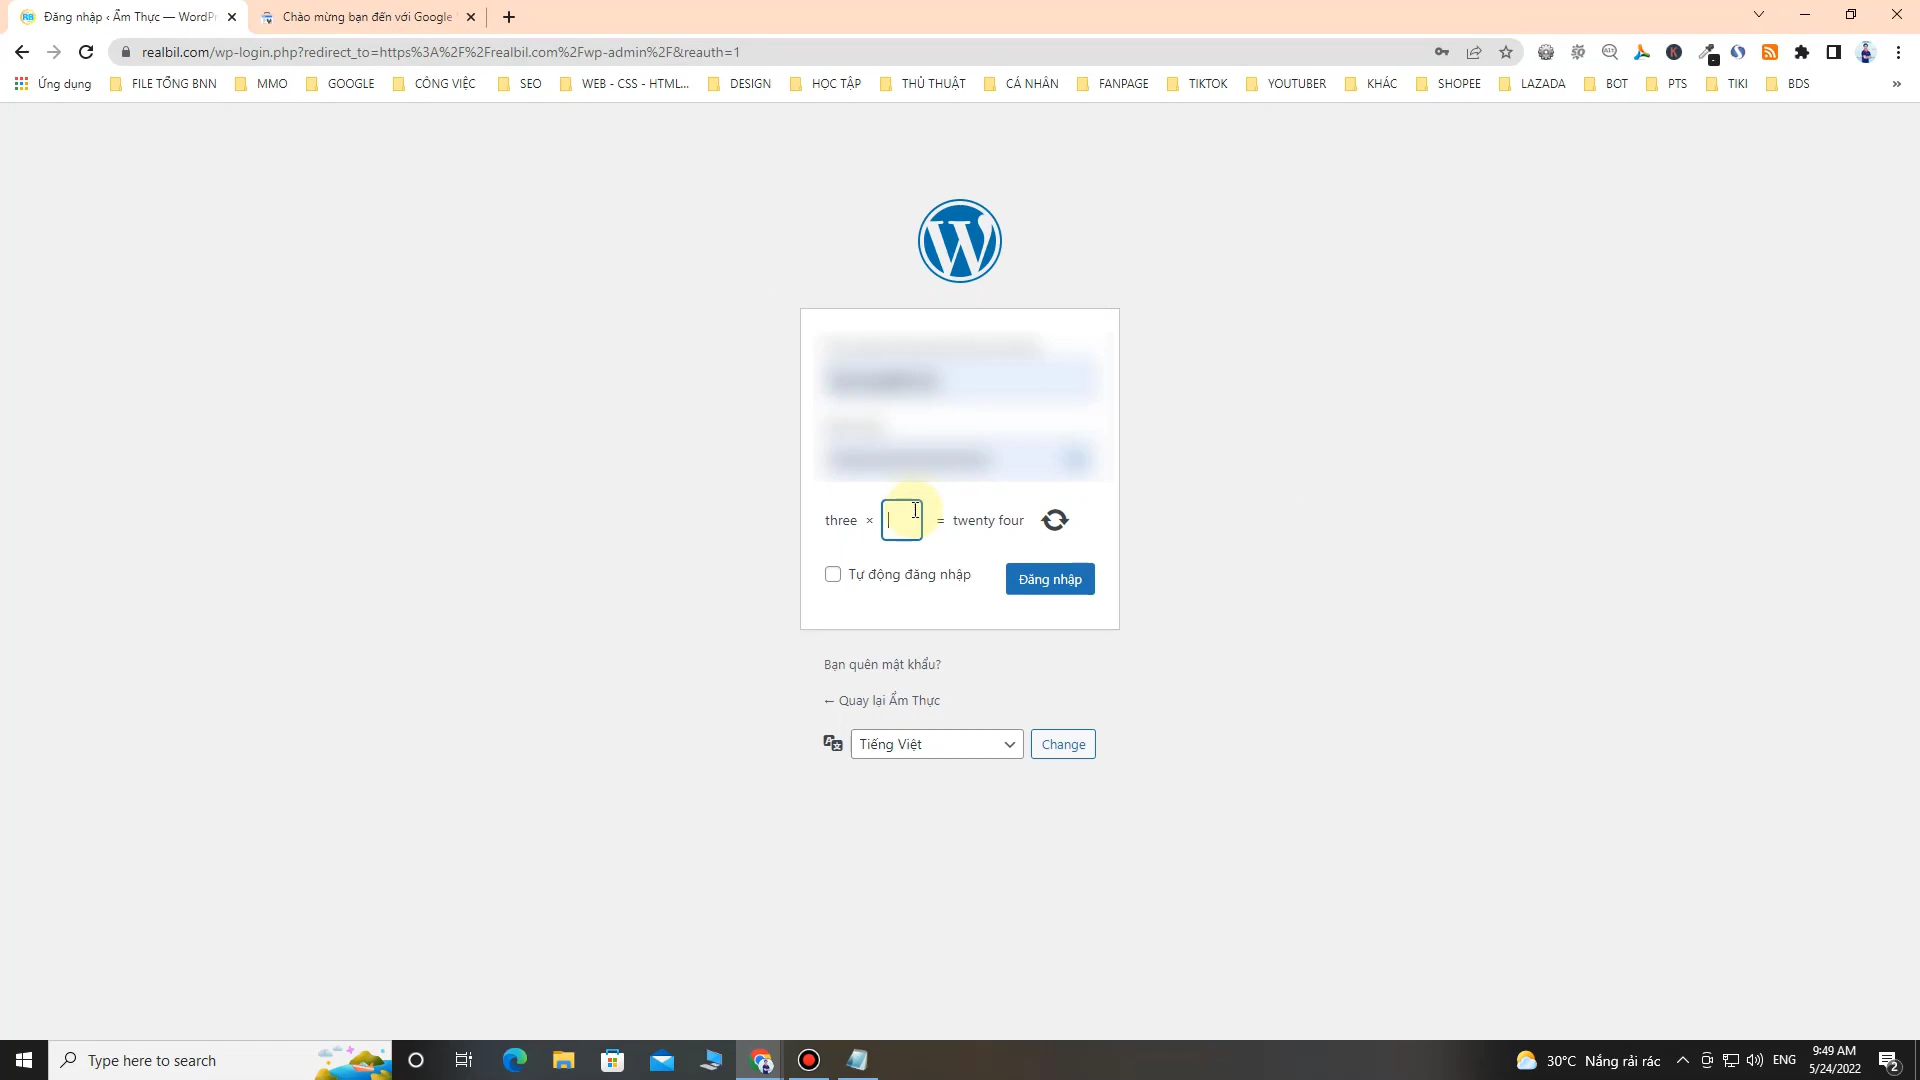 Đăng nhập ‹ Ẩm Thực — WordPr
Chào mừng bạn đến với Google
realbil.com/wp-login.php?redirect_to=https%3A%2F%2Frealbil.com%2Fwp-admin%2F&reauth=1
Ứng dụng FILE TỔNG BNN MMO GOOGLE CÔNG VIỆC SEO WEB - CSS - HTML... DESIGN HỌC TẬP THỦ THUẬT CÁ NHÂN FANPAGE TIKTOK YOUTUBER KHÁC SHOPEE LAZADA BOT PTS TIKI BDS »
three × = twenty four
Tự động đăng nhập
Đăng nhập
Bạn quên mật khẩu?
← Quay lại Ẩm Thực
Tiếng Việt
Change
Type here to search
30°C Nắng rải rác
ENG
9:49 AM
5/24/2022
2